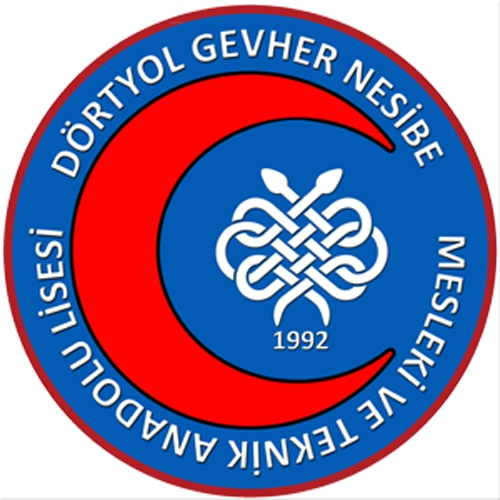 DÖRTYOL GEVHER NESİBE
MESLEKİ VE TEKNİK ANADOLU LİSESİ
1992